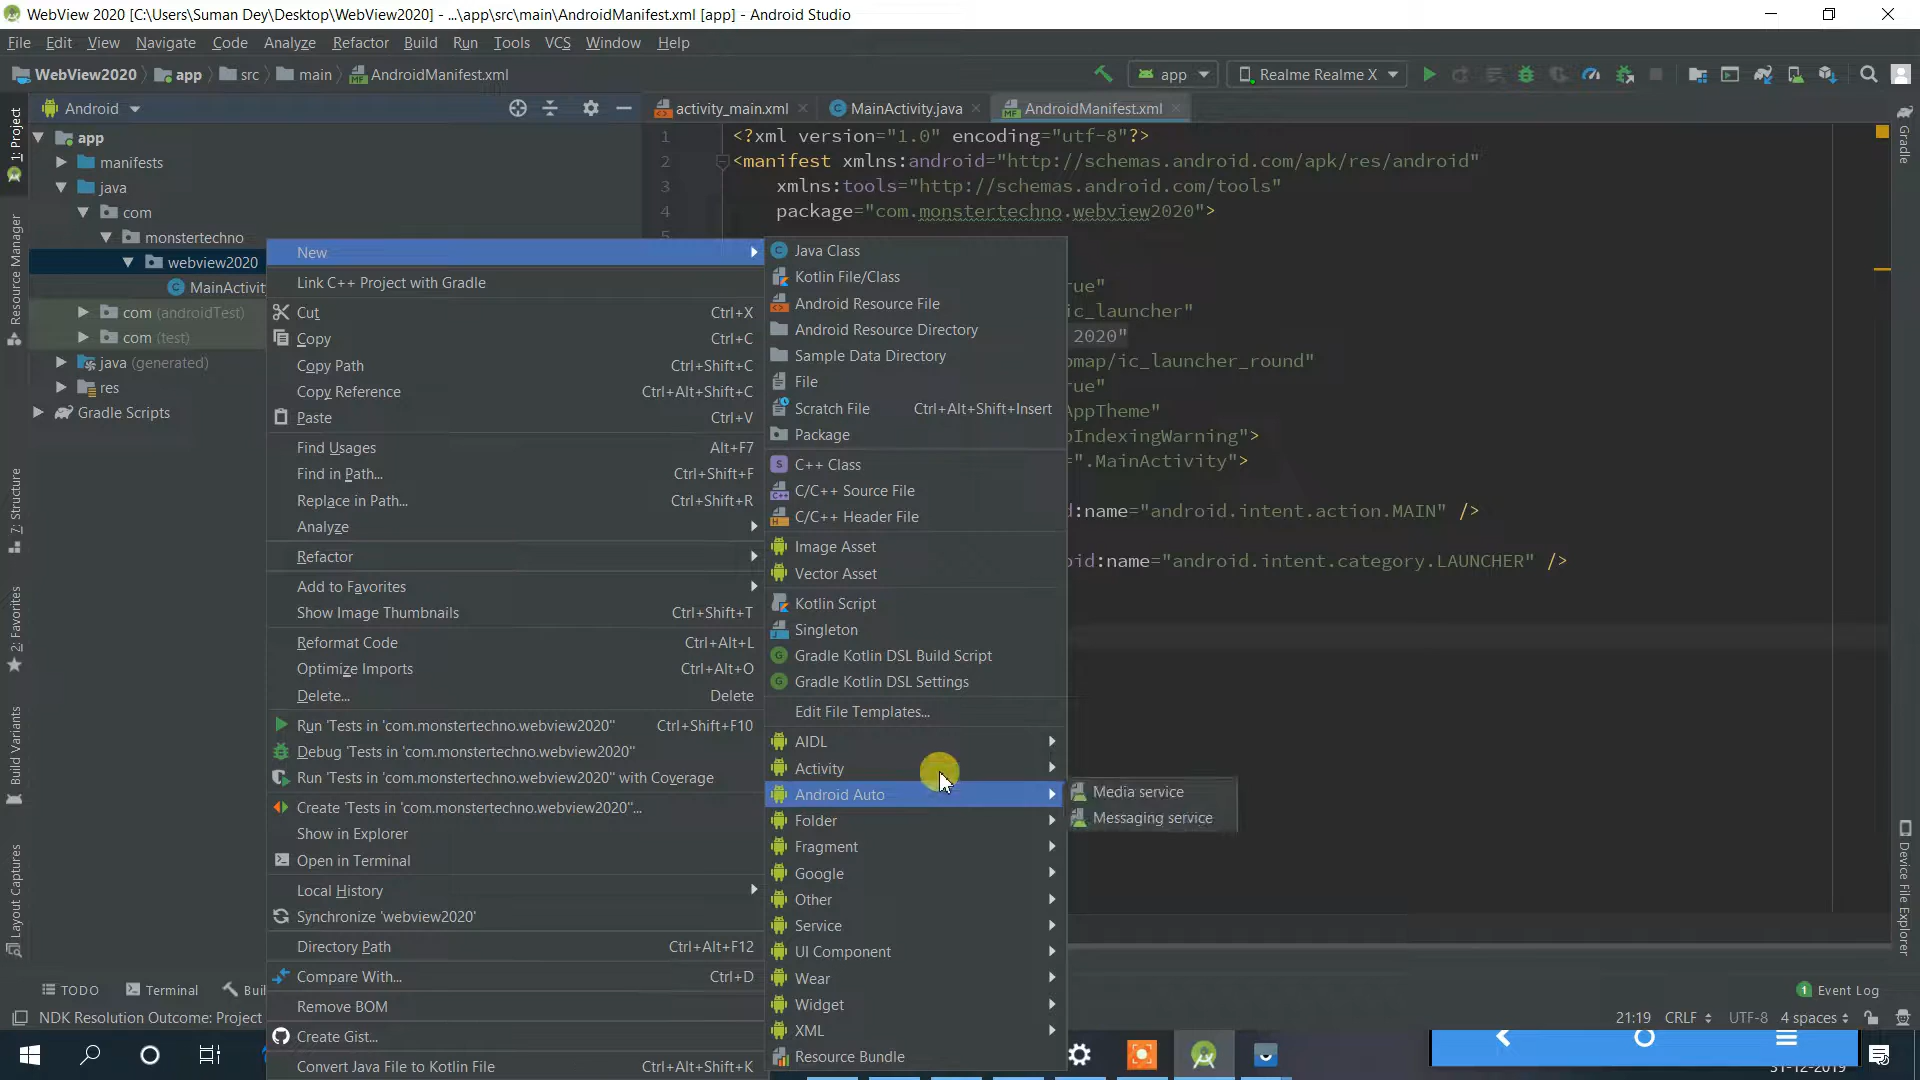 WebView 2020 [C:\Users\Suman Dey\Desktop\WebView2020] - ...\app\src\main\AndroidManifest.xml [app] - Android Studio
File Edit View Navigate Code Analyze Refactor Build Run Tools VCS Window Help
WebView2020 app src main AndroidManifest.xml app Realme Realme X
Android activity_main.xml MainActivity.java AndroidManifest.xml
1: Project
Resource Manager
7: Structure
2: Favorites
Build Variants
Layout Captures
app
manifests
java
com
monstertechno
webview2020
MainActivit
com (androidTest)
com (test)
java (generated)
res
Gradle Scripts
1 <?xml version="1.0" encoding="utf-8"?>
2 <manifest xmlns:android="http://schemas.android.com/apk/res/android"
3 xmlns:tools="http://schemas.android.com/tools"
4 package="com.monstertechno.webview2020">
5
rue"
ic_launcher"
2020"
pmap/ic_launcher_round"
rue"
AppTheme"
pIndexingWarning">
=".MainActivity">
d:name="android.intent.action.MAIN" />
oid:name="android.intent.category.LAUNCHER" />
New
Link C++ Project with Gradle
Cut Ctrl+X
Copy Ctrl+C
Copy Path Ctrl+Shift+C
Copy Reference Ctrl+Alt+Shift+C
Paste Ctrl+V
Find Usages Alt+F7
Find in Path... Ctrl+Shift+F
Replace in Path... Ctrl+Shift+R
Analyze
Refactor
Add to Favorites
Show Image Thumbnails Ctrl+Shift+T
Reformat Code Ctrl+Alt+L
Optimize Imports Ctrl+Alt+O
Delete... Delete
Run 'Tests in 'com.monstertechno.webview2020'' Ctrl+Shift+F10
Debug 'Tests in 'com.monstertechno.webview2020''
Run 'Tests in 'com.monstertechno.webview2020'' with Coverage
Create 'Tests in 'com.monstertechno.webview2020''...
Show in Explorer
Open in Terminal
Local History
Synchronize 'webview2020'
Directory Path Ctrl+Alt+F12
Compare With... Ctrl+D
Remove BOM
Create Gist...
Convert Java File to Kotlin File Ctrl+Alt+Shift+K
Java Class
Kotlin File/Class
Android Resource File
Android Resource Directory
Sample Data Directory
File
Scratch File Ctrl+Alt+Shift+Insert
Package
C++ Class
C/C++ Source File
C/C++ Header File
Image Asset
Vector Asset
Kotlin Script
Singleton
Gradle Kotlin DSL Build Script
Gradle Kotlin DSL Settings
Edit File Templates...
AIDL
Activity
Android Auto
Folder
Fragment
Google
Other
Service
UI Component
Wear
Widget
XML
Resource Bundle
Media service
Messaging service
Gradle
Device File Explorer
TODO Terminal Buil
1 Event Log
NDK Resolution Outcome: Project
21:19 CRLF UTF-8 4 spaces
31-12-2019